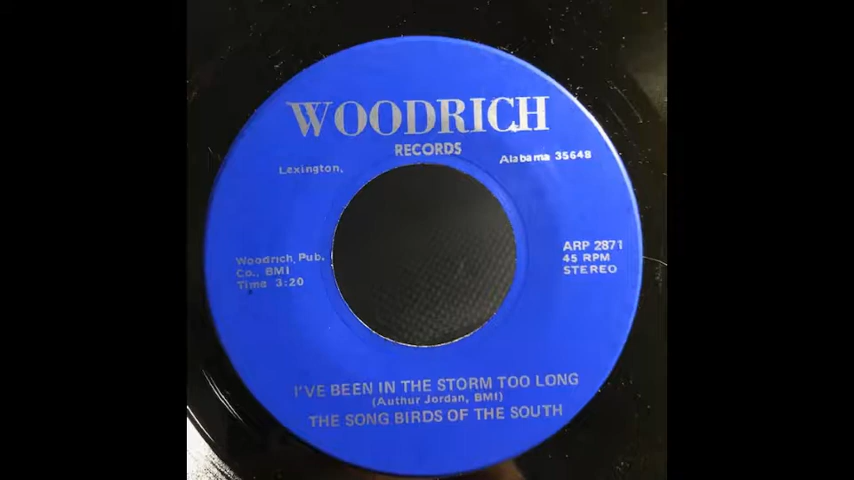 WOODRICH
RECORDS
Lexington,
Alabama 35648
Woodrich Pub.
Co., BMI
Time 3:20
ARP 2871
45 RPM
STEREO
I'VE BEEN IN THE STORM TOO LONG
(Authur Jordan, BMI)
THE SONG BIRDS OF THE SOUTH